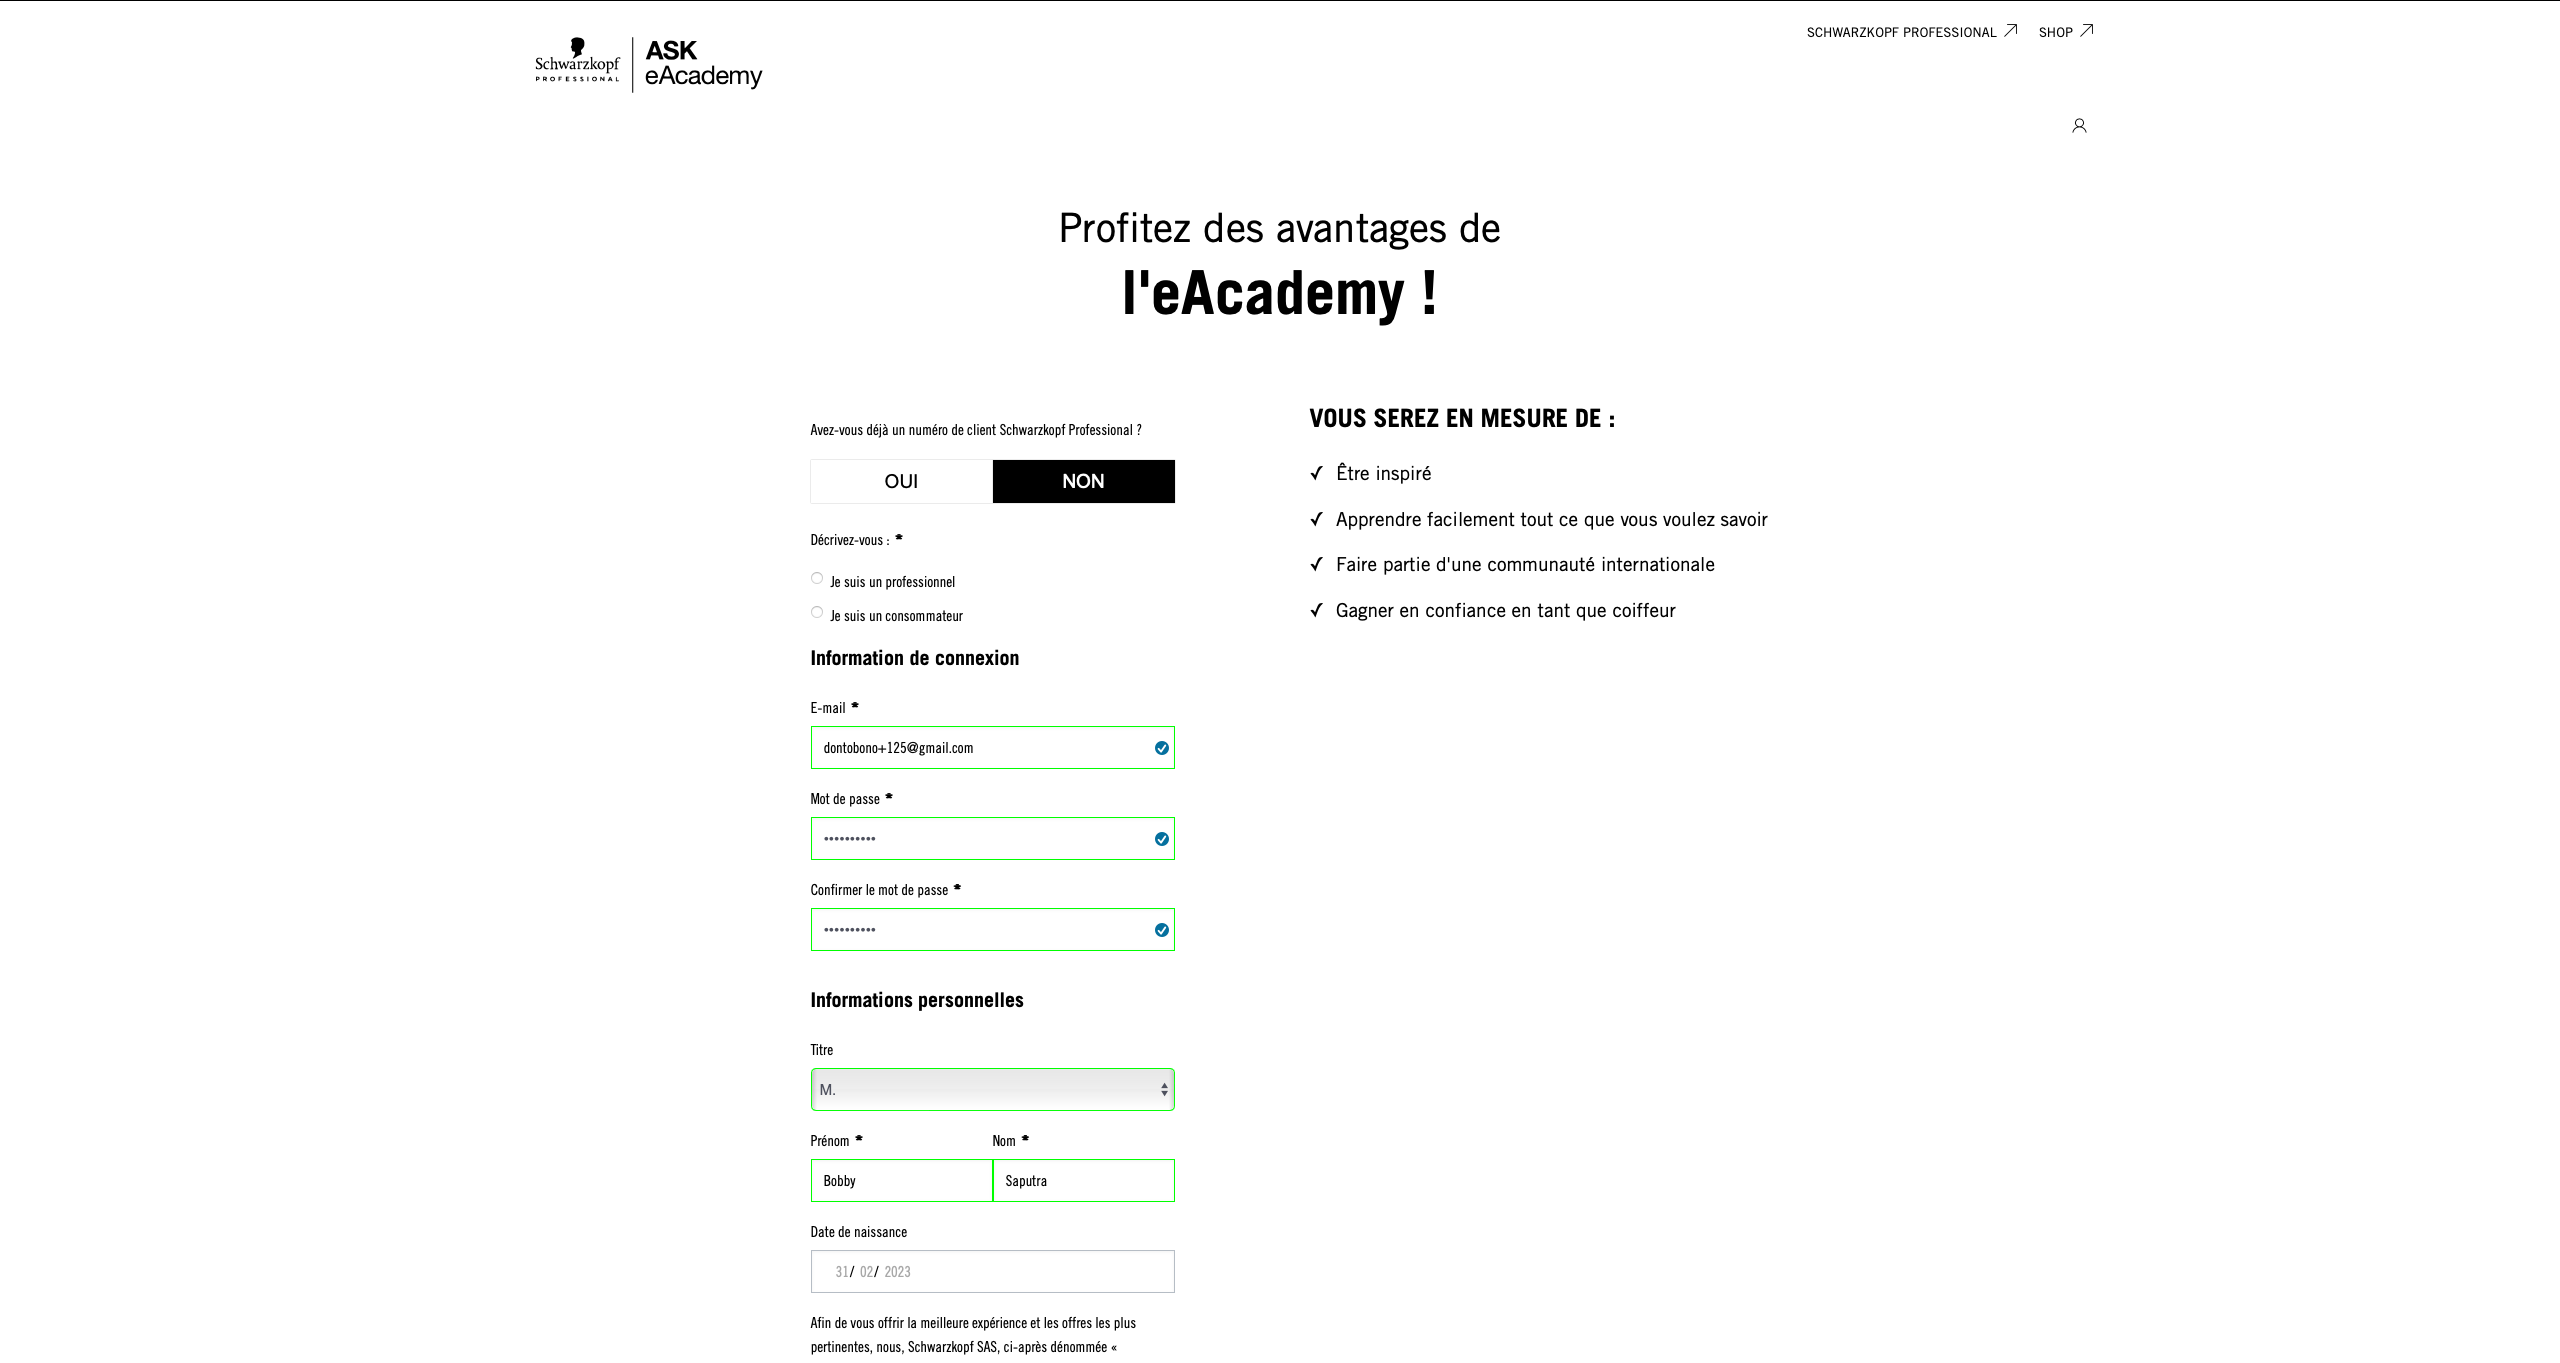 SCHWARZKOPF PROFESSIONAL
SHOP
Schwarzkopf
PROFESSIONAL
ASK
eAcademy
Profitez des avantages de
l'eAcademy !
Avez-vous déjà un numéro de client Schwarzkopf Professional ?
OUI
NON
Décrivez-vous : *
Je suis un professionnel
Je suis un consommateur
Information de connexion
E-mail *
dontobono+125@gmail.com
Mot de passe *
••••••••••
Confirmer le mot de passe *
••••••••••
Informations personnelles
Titre
M.
Prénom *
Nom *
Bobby
Saputra
Date de naissance
31/ 02/ 2023
Afin de vous offrir la meilleure expérience et les offres les plus
pertinentes, nous, Schwarzkopf SAS, ci-après dénommée «
VOUS SEREZ EN MESURE DE :
✓ Être inspiré
✓ Apprendre facilement tout ce que vous voulez savoir
✓ Faire partie d'une communauté internationale
✓ Gagner en confiance en tant que coiffeur